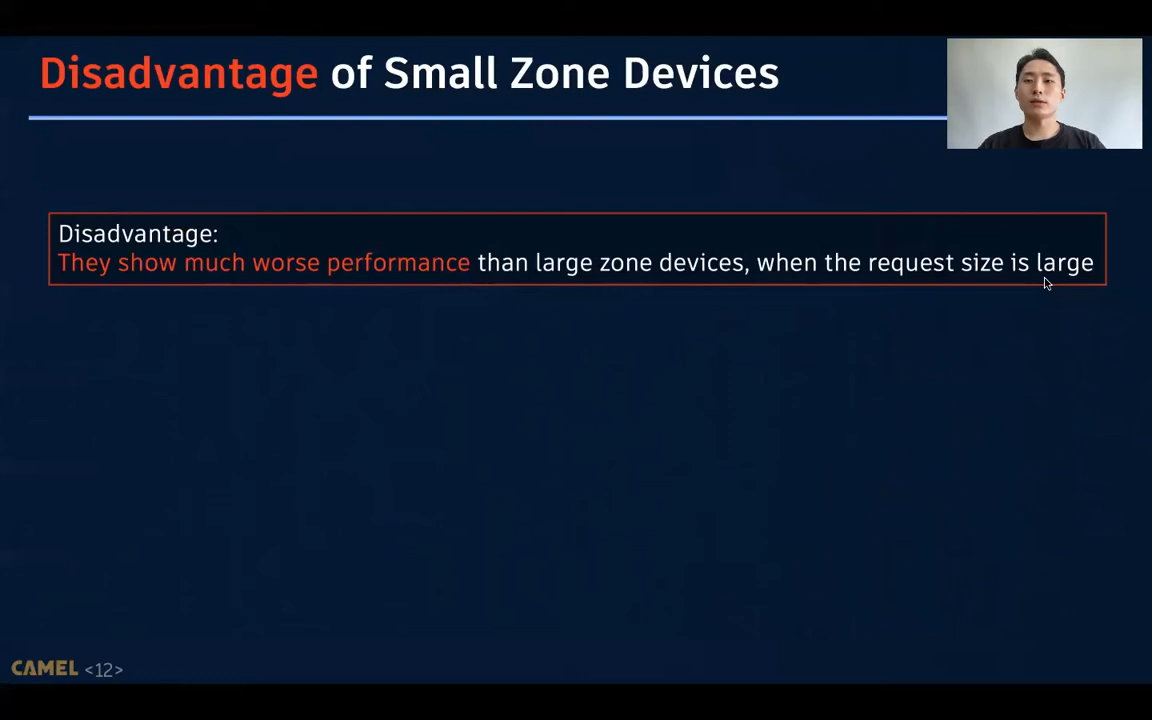 Disadvantage of Small Zone Devices
Disadvantage:
They show much worse performance than large zone devices, when the request size is large
CAMEL <12>